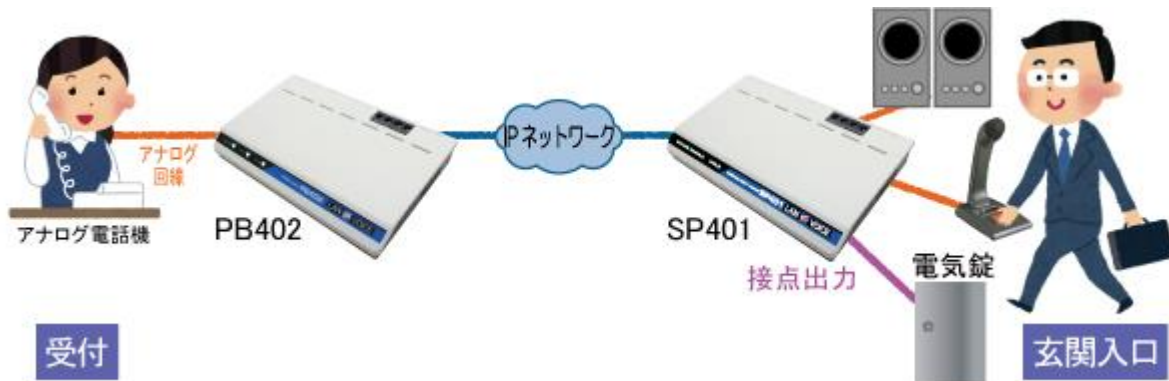 IPネットワーク
アナログ
回線
アナログ電話機
PB402
SP401
接点出力
電気錠
受付
玄関入口